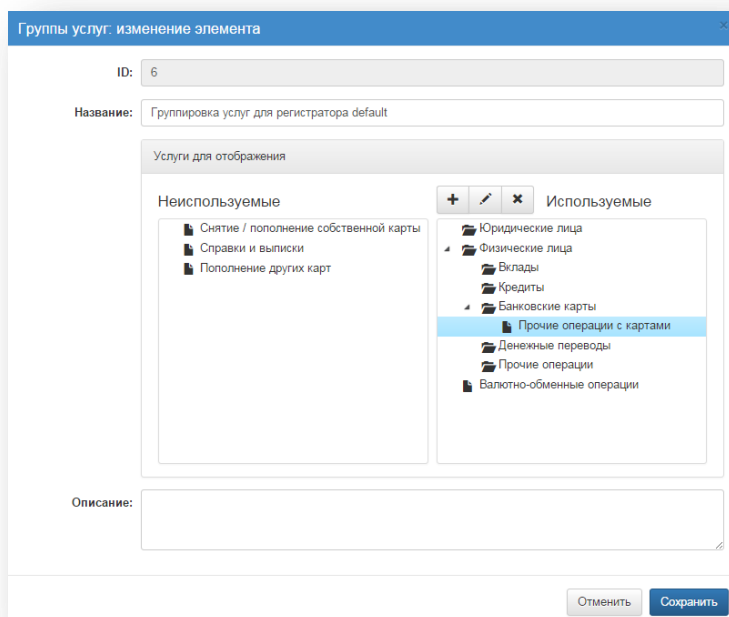 Группы услуг: изменение элемента
ID: 6
Название: Группировка услуг для регистратора default
Услуги для отображения
Неиспользуемые
Снятие / пополнение собственной карты
Справки и выписки
Пополнение других карт
Используемые
Юридические лица
Физические лица
Вклады
Кредиты
Банковские карты
Прочие операции с картами
Денежные переводы
Прочие операции
Валютно-обменные операции
Описание:
Отменить Сохранить